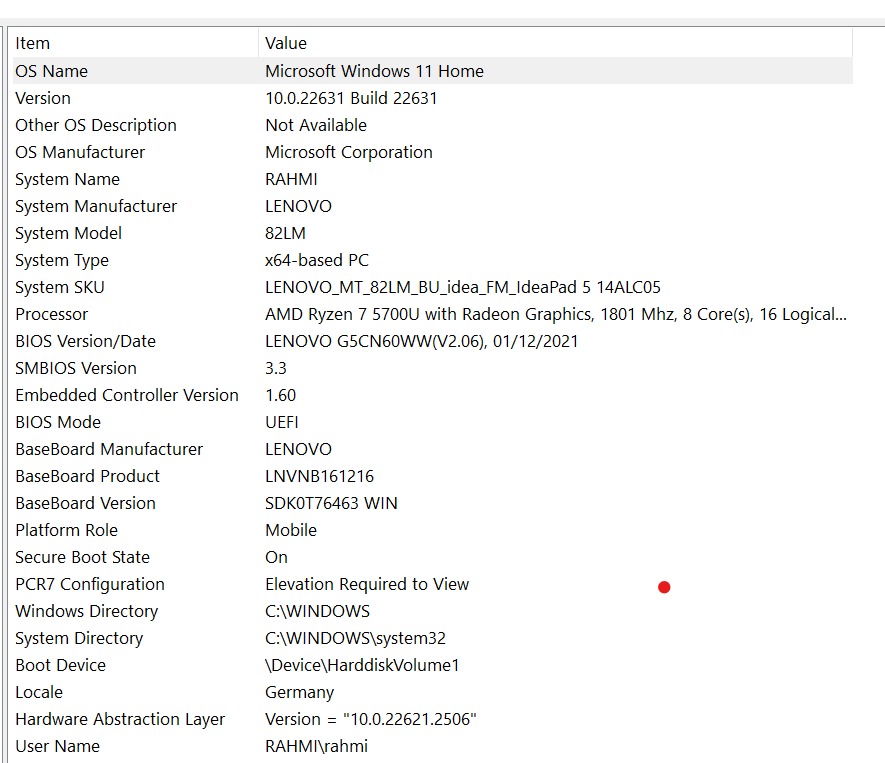 Item Value
OS Name Microsoft Windows 11 Home
Version 10.0.22631 Build 22631
Other OS Description Not Available
OS Manufacturer Microsoft Corporation
System Name RAHMI
System Manufacturer LENOVO
System Model 82LM
System Type x64-based PC
System SKU LENOVO_MT_82LM_BU_idea_FM_IdeaPad 5 14ALC05
Processor AMD Ryzen 7 5700U with Radeon Graphics, 1801 Mhz, 8 Core(s), 16 Logical...
BIOS Version/Date LENOVO G5CN60WW(V2.06), 01/12/2021
SMBIOS Version 3.3
Embedded Controller Version 1.60
BIOS Mode UEFI
BaseBoard Manufacturer LENOVO
BaseBoard Product LNVNB161216
BaseBoard Version SDK0T76463 WIN
Platform Role Mobile
Secure Boot State On
PCR7 Configuration Elevation Required to View
Windows Directory C:\WINDOWS
System Directory C:\WINDOWS\system32
Boot Device \Device\HarddiskVolume1
Locale Germany
Hardware Abstraction Layer Version = "10.0.22621.2506"
User Name RAHMI\rahmi